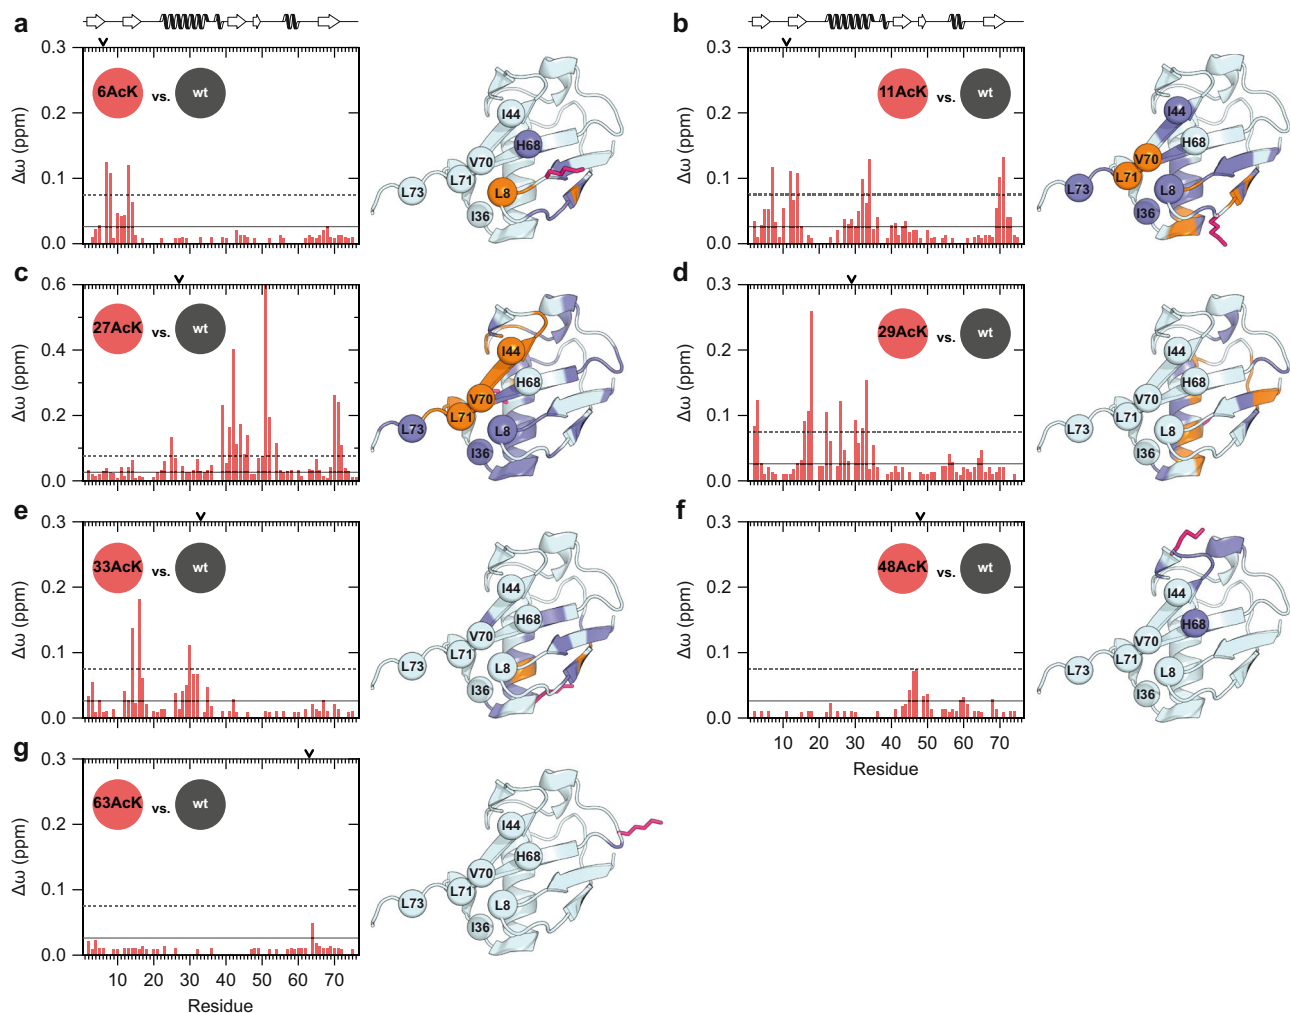 a
0.3
0.2
0.1
0.0
Δω (ppm)
6AcK vs. wt
I44
H68
V70
L71
L73
L8
I36
b
0.3
0.2
0.1
0.0
Δω (ppm)
11AcK vs. wt
I44
H68
V70
L71
L73
L8
I36
c
0.6
0.4
0.2
0.0
Δω (ppm)
27AcK vs. wt
I44
H68
V70
L71
L73
L8
I36
d
0.3
0.2
0.1
0.0
Δω (ppm)
29AcK vs. wt
I44
H68
V70
L71
L73
L8
I36
e
0.3
0.2
0.1
0.0
Δω (ppm)
33AcK vs. wt
I44
H68
V70
L71
L73
L8
I36
f
0.3
0.2
0.1
0.0
Δω (ppm)
48AcK vs. wt
10 20 30 40 50 60 70
Residue
I44
H68
V70
L71
L73
L8
I36
g
0.3
0.2
0.1
0.0
Δω (ppm)
63AcK vs. wt
10 20 30 40 50 60 70
Residue
I44
H68
V70
L71
L73
L8
I36